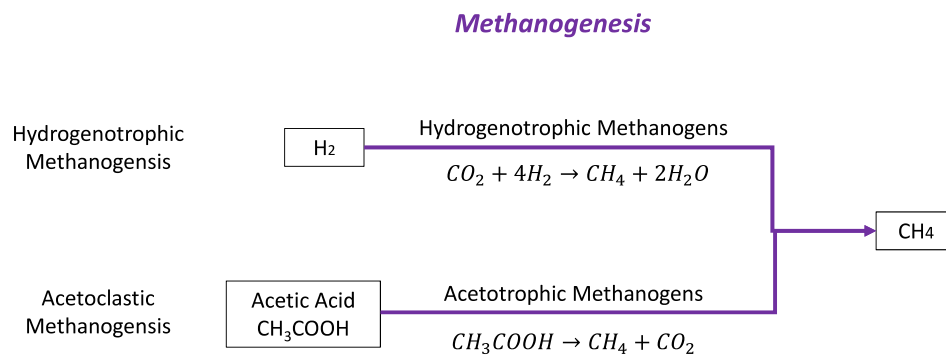 Methanogenesis
Hydrogenotrophic
Methanogensis
H2
Hydrogenotrophic Methanogens
CO₂ + 4H₂ → CH₄ + 2H₂O
CH4
Acetoclastic
Methanogensis
Acetic Acid
CH₃COOH
Acetotrophic Methanogens
CH₃COOH → CH₄ + CO₂